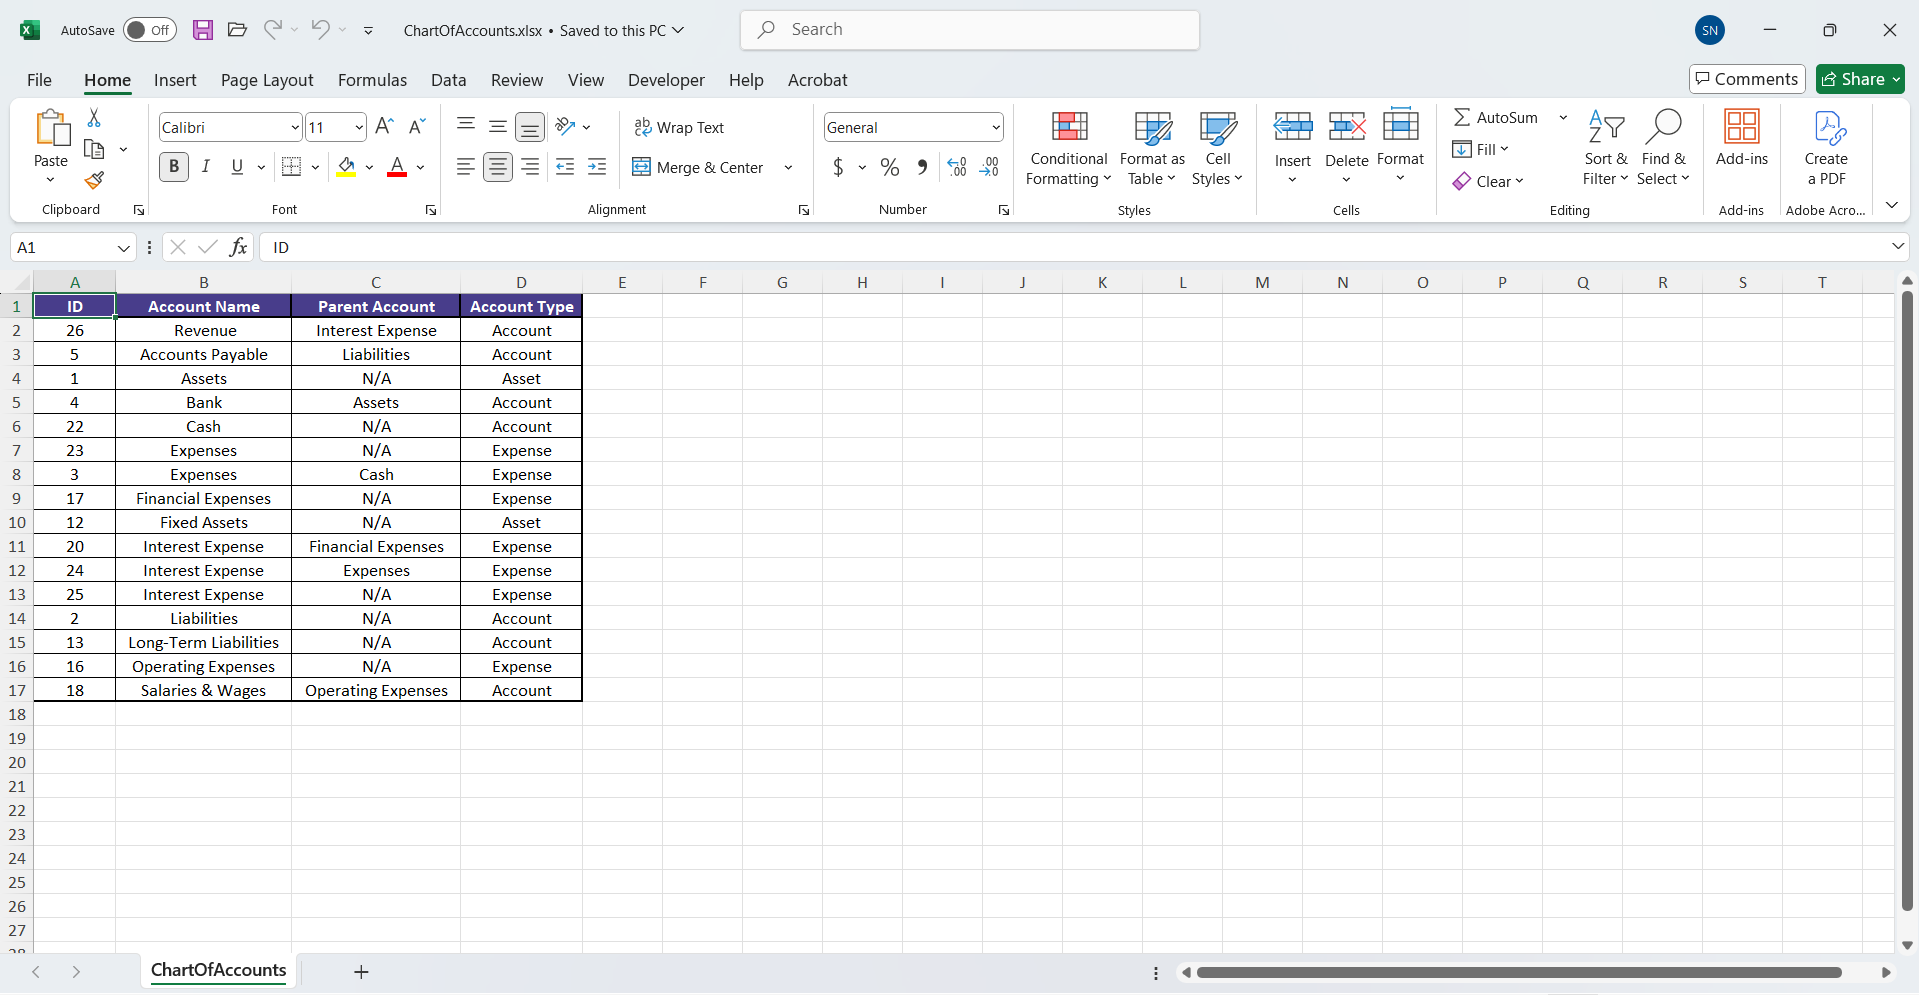 AutoSave Off ChartOfAccounts.xlsx • Saved to this PC Search SN
File Home Insert Page Layout Formulas Data Review View Developer Help Acrobat Comments Share
Paste Calibri 11 B I U A Wrap Text Merge & Center General $ % Conditional Formatting Format as Table Cell Styles Insert Delete Format AutoSum Fill Clear Sort & Filter Find & Select Add-ins Create a PDF
Clipboard Font Alignment Number Styles Cells Editing Add-ins Adobe Acro...
A1 fx ID
A B C D E F G H I J K L M N O P Q R S T
1 ID Account Name Parent Account Account Type
2 26 Revenue Interest Expense Account
3 5 Accounts Payable Liabilities Account
4 1 Assets N/A Asset
5 4 Bank Assets Account
6 22 Cash N/A Account
7 23 Expenses N/A Expense
8 3 Expenses Cash Expense
9 17 Financial Expenses N/A Expense
10 12 Fixed Assets N/A Asset
11 20 Interest Expense Financial Expenses Expense
12 24 Interest Expense Expenses Expense
13 25 Interest Expense N/A Expense
14 2 Liabilities N/A Account
15 13 Long-Term Liabilities N/A Account
16 16 Operating Expenses N/A Expense
17 18 Salaries & Wages Operating Expenses Account
18
19
20
21
22
23
24
25
26
27
ChartOfAccounts